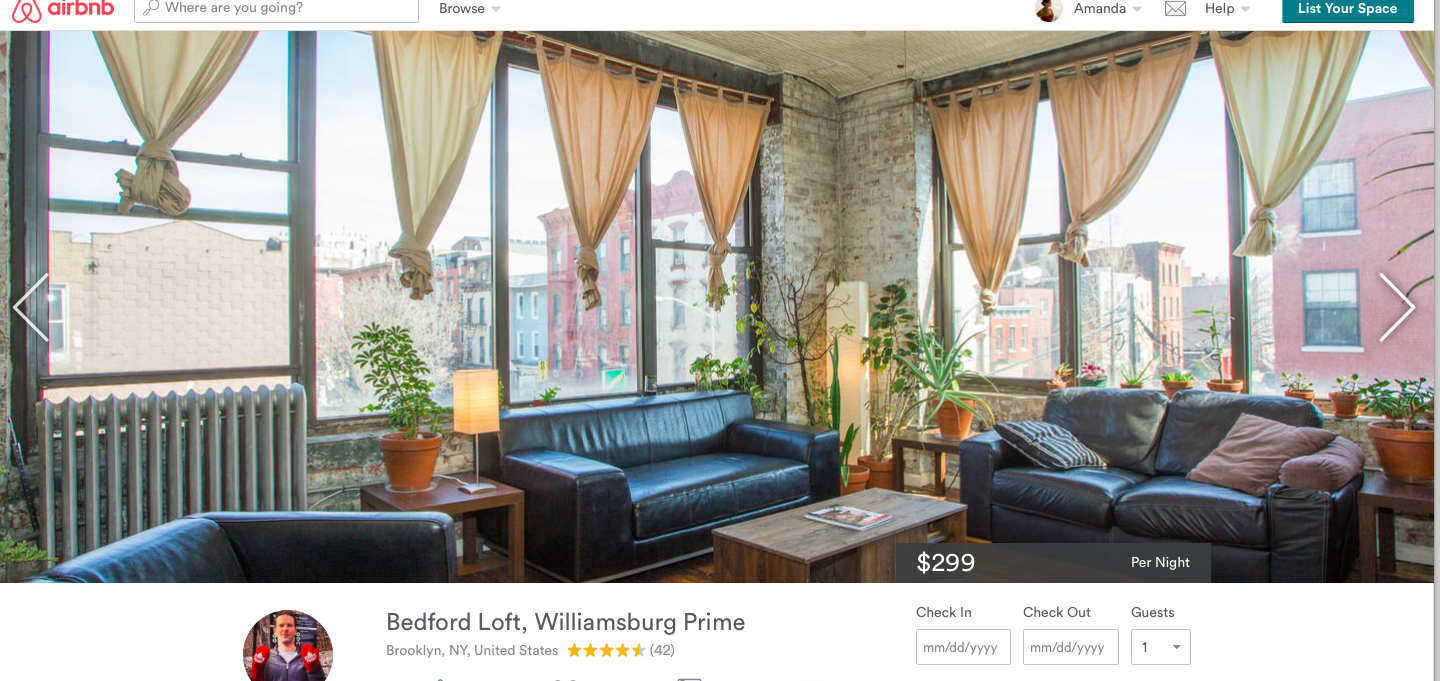 airbnb Where are you going? Browse Amanda Help List Your Space
$299 Per Night
Bedford Loft, Williamsburg Prime
Brooklyn, NY, United States (42)
Check In Check Out Guests
mm/dd/yyyy mm/dd/yyyy 1